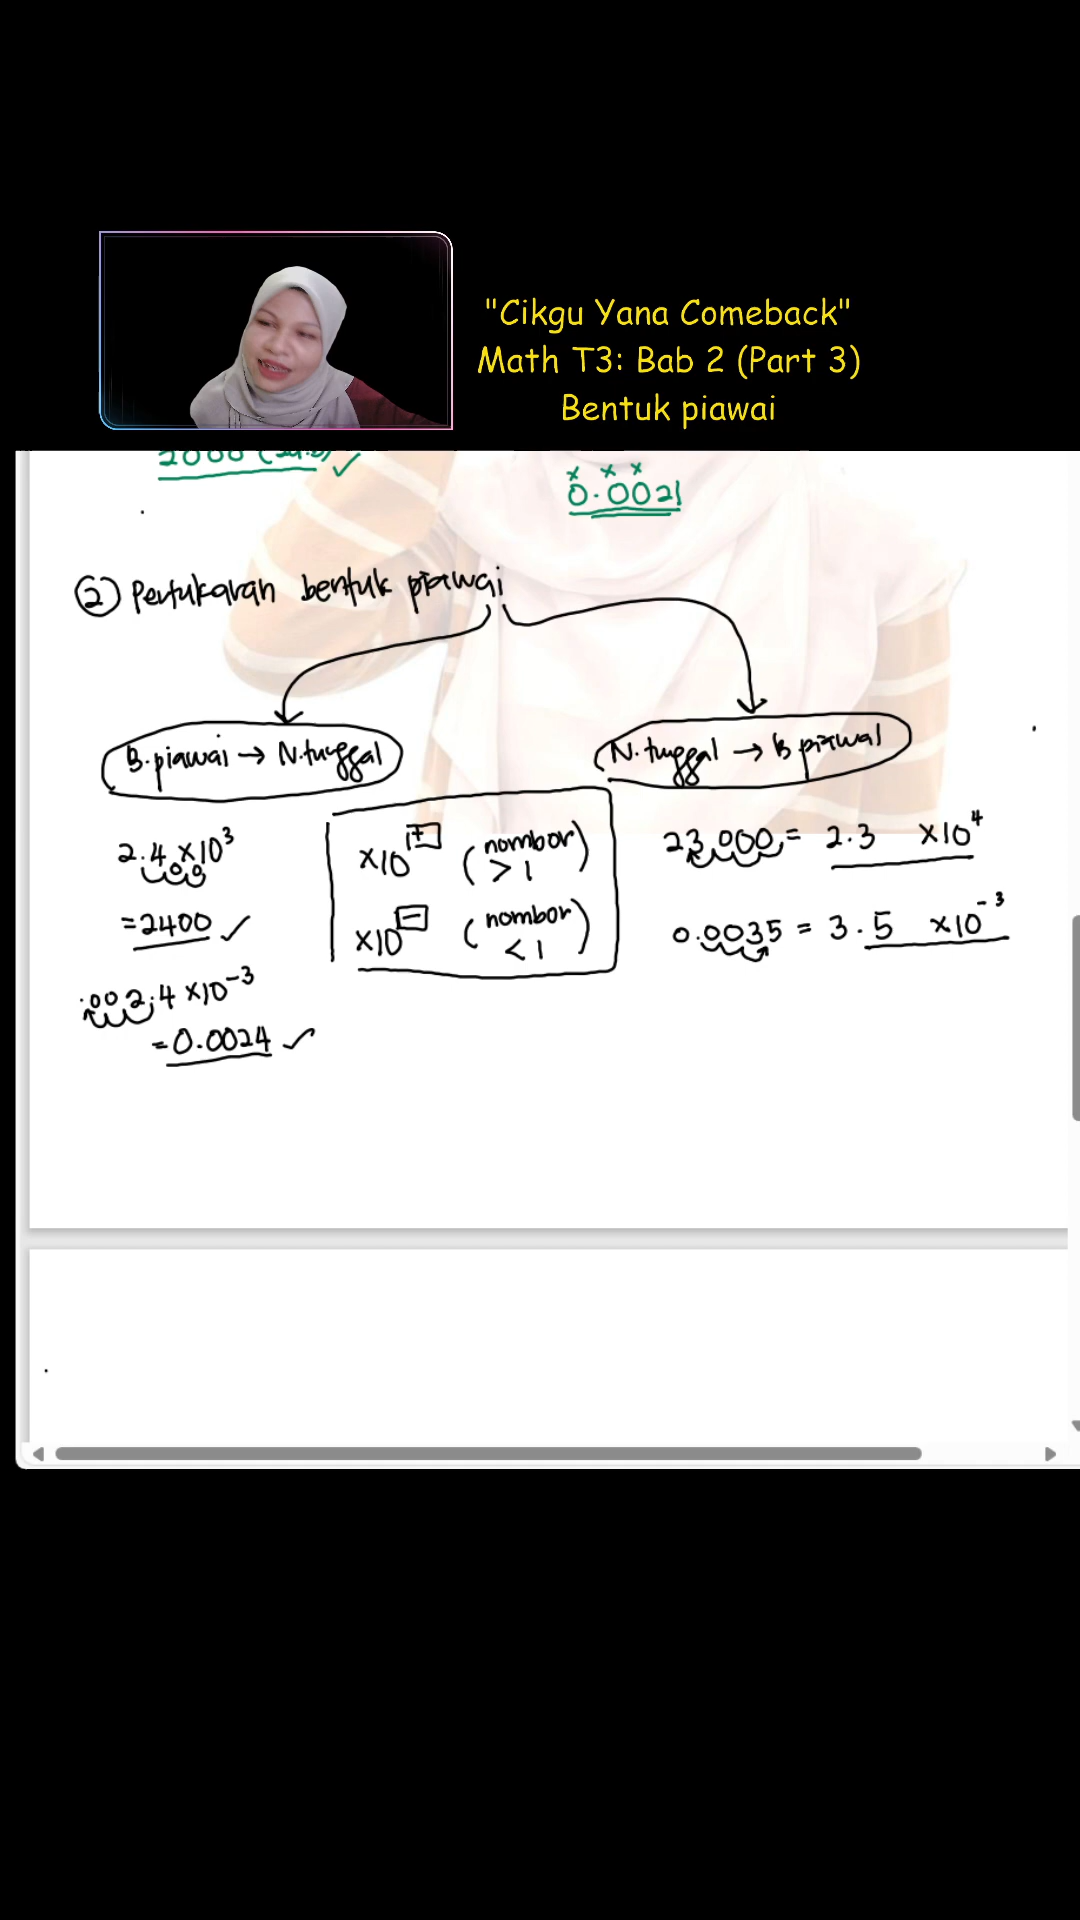 "Cikgu Yana Comeback"
Math T3: Bab 2 (Part 3)
Bentuk piawai
2000
x x x
0.0021
② Pertukaran bentuk piawai
B.piawai → N.tunggal
N.tunggal → B piawai
2.4 ×10³
00
=2400 ✓
.002.4 ×10⁻³
=0.0024 ✓
×10[+] (nombor > 1)
×10[−] (nombor < 1)
23000 = 2.3 ×10⁴
0.0035 = 3.5 ×10⁻³